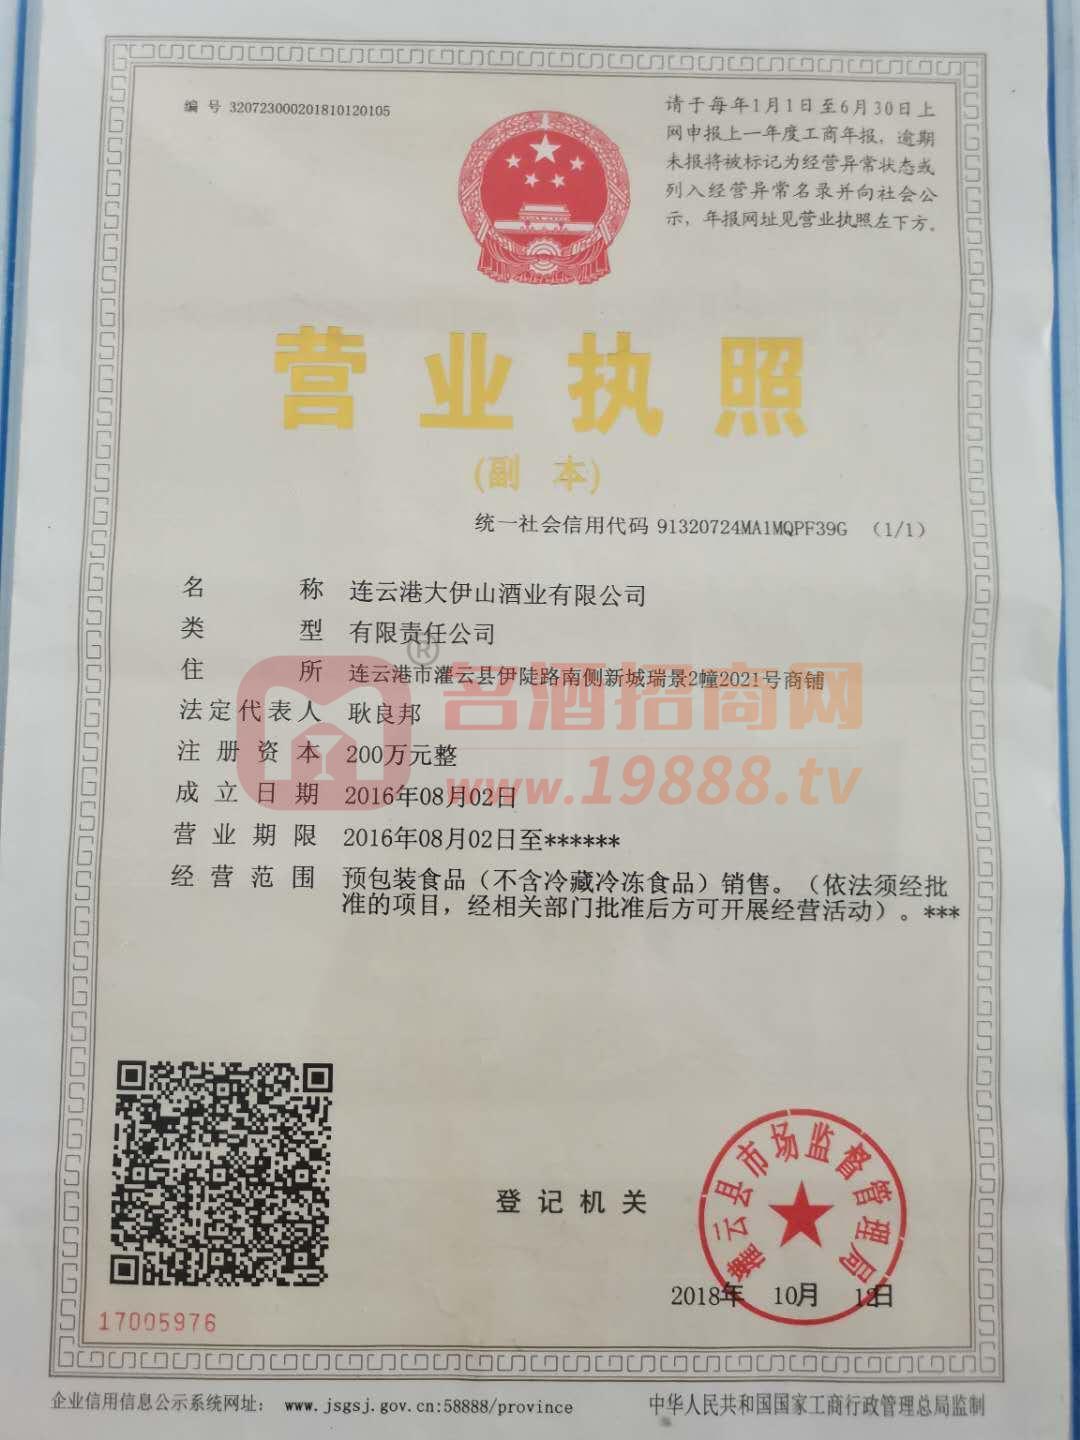 编 号 320723000201810120105
请于每年1月1日至6月30日上
网申报上一年度工商年报，逾期
未报将被标记为经营异常状态或
列入经营异常名录并向社会公
示，年报网址见营业执照左下方。
营业执照
(副 本)
统一社会信用代码 91320724MA1MQPF39G （1/1）
名 称 连云港大伊山酒业有限公司
类 型 有限责任公司
住 所 连云港市灌云县伊陡路南侧新城瑞景2幢2021号商铺
法定代表人 耿良邦
注册资本 200万元整
成立日期 2016年08月02日
营业期限 2016年08月02日至******
经营范围 预包装食品（不含冷藏冷冻食品）销售。（依法须经批
准的项目，经相关部门批准后方可开展经营活动）。***
®
名酒招商网
www.19888.tv
登记机关
灌云县市场监督管理局
2018年 10月 12日
17005976
企业信用信息公示系统网址： www.jsgsj.gov.cn:58888/province
中华人民共和国国家工商行政管理总局监制